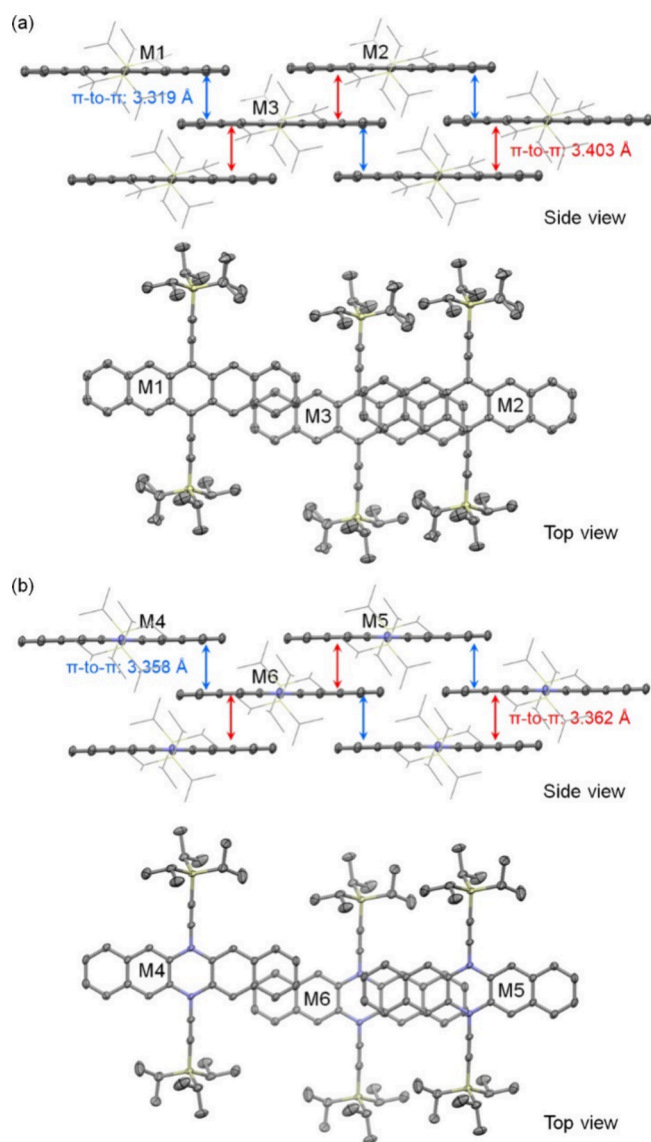 (a)
M1
M2
π-to-π: 3.319 Å
M3
π-to-π: 3.403 Å
Side view
M1
M3
M2
Top view
(b)
M4
M5
π-to-π: 3.358 Å
M6
π-to-π: 3.362 Å
Side view
M4
M6
M5
Top view